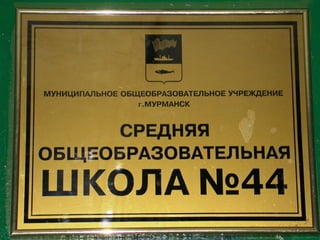 МУНИЦИПАЛЬНОЕ ОБЩЕОБРАЗОВАТЕЛЬНОЕ УЧРЕЖДЕНИЕ
г.МУРМАНСК
СРЕДНЯЯ
ОБЩЕОБРАЗОВАТЕЛЬНАЯ
ШКОЛА №44